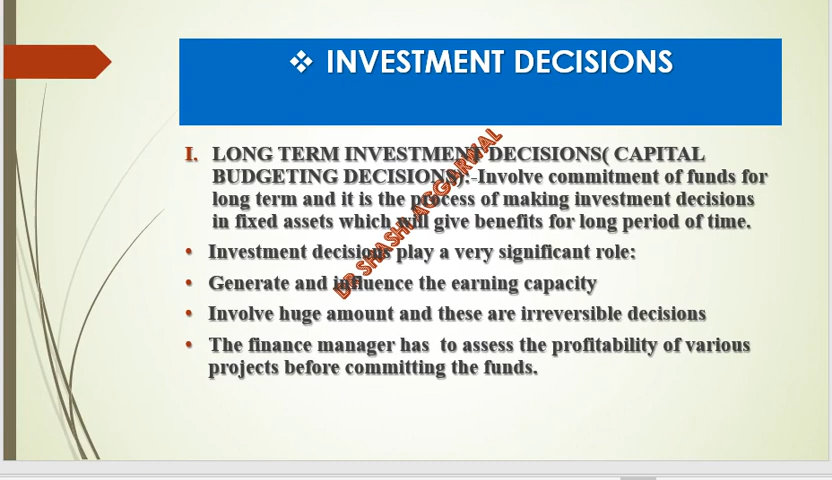 ❖ INVESTMENT DECISIONS
I. LONG TERM INVESTMENT DECISIONS( CAPITAL
BUDGETING DECISIONS):-Involve commitment of funds for
long term and it is the process of making investment decisions
in fixed assets which will give benefits for long period of time.
• Investment decisions play a very significant role:
• Generate and influence the earning capacity
• Involve huge amount and these are irreversible decisions
• The finance manager has  to assess the profitability of various
projects before committing the funds.
DR SHASHI AGGARWAL